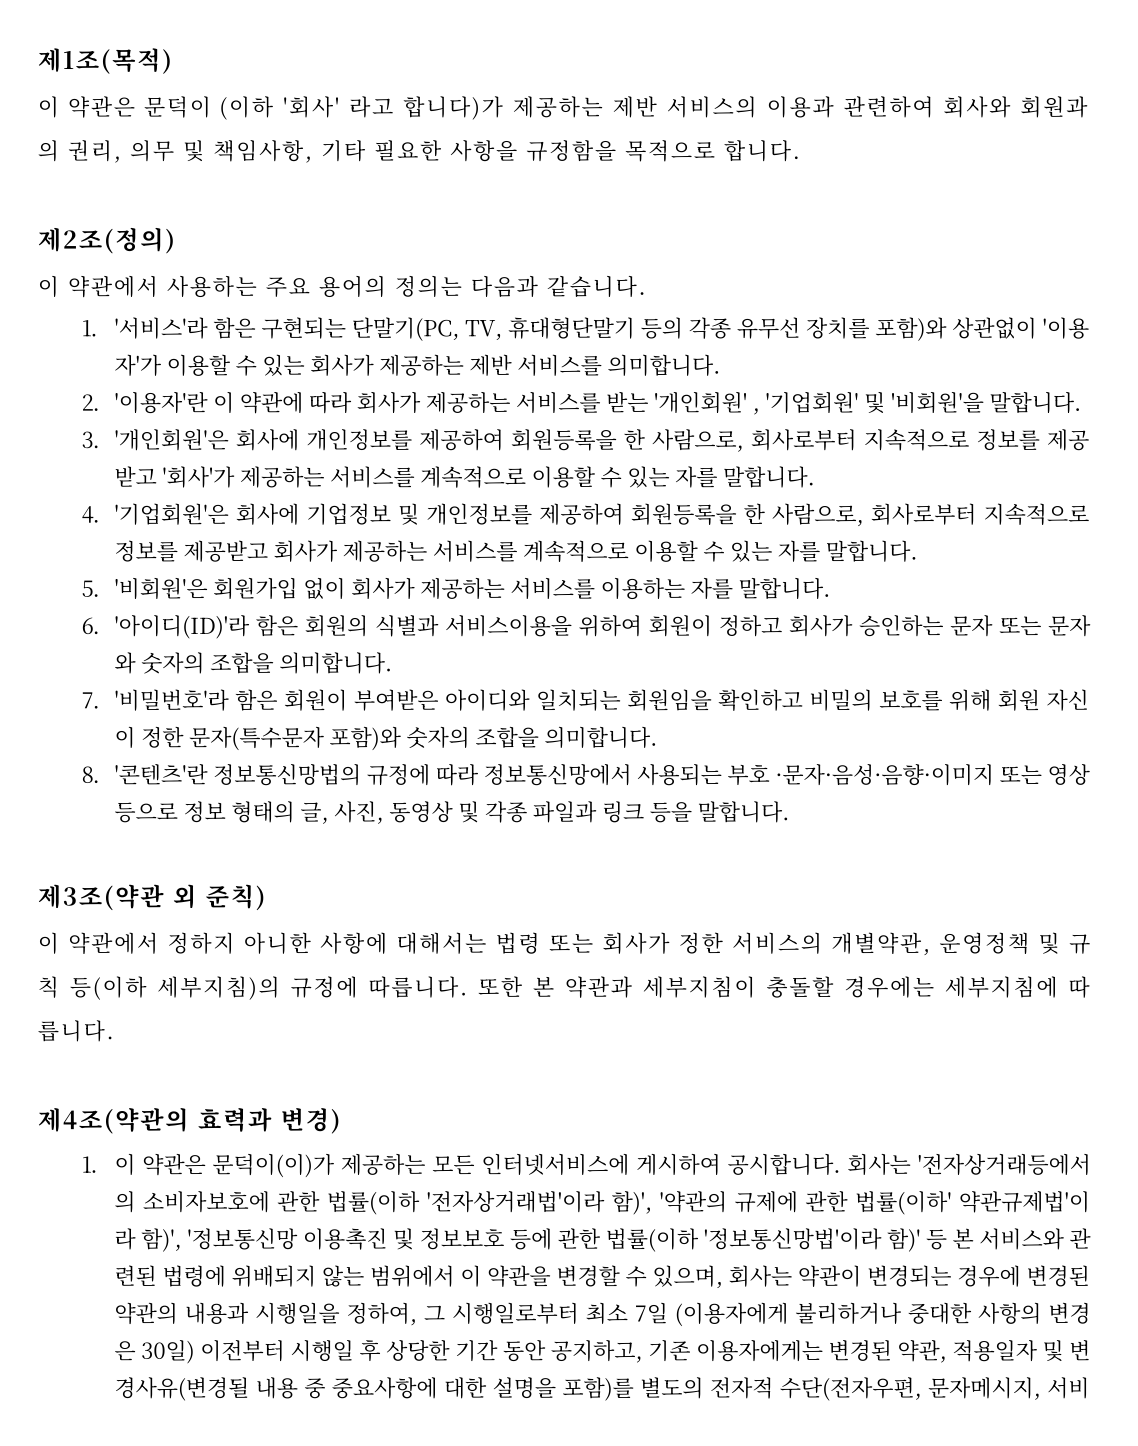 제1조(목적)
이 약관은 문덕이 (이하 '회사' 라고 합니다)가 제공하는 제반 서비스의 이용과 관련하여 회사와 회원과
의 권리, 의무 및 책임사항, 기타 필요한 사항을 규정함을 목적으로 합니다.
제2조(정의)
이 약관에서 사용하는 주요 용어의 정의는 다음과 같습니다.
1. '서비스'라 함은 구현되는 단말기(PC, TV, 휴대형단말기 등의 각종 유무선 장치를 포함)와 상관없이 '이용
자'가 이용할 수 있는 회사가 제공하는 제반 서비스를 의미합니다.
2. '이용자'란 이 약관에 따라 회사가 제공하는 서비스를 받는 '개인회원' , '기업회원' 및 '비회원'을 말합니다.
3. '개인회원'은 회사에 개인정보를 제공하여 회원등록을 한 사람으로, 회사로부터 지속적으로 정보를 제공
받고 '회사'가 제공하는 서비스를 계속적으로 이용할 수 있는 자를 말합니다.
4. '기업회원'은 회사에 기업정보 및 개인정보를 제공하여 회원등록을 한 사람으로, 회사로부터 지속적으로
정보를 제공받고 회사가 제공하는 서비스를 계속적으로 이용할 수 있는 자를 말합니다.
5. '비회원'은 회원가입 없이 회사가 제공하는 서비스를 이용하는 자를 말합니다.
6. '아이디(ID)'라 함은 회원의 식별과 서비스이용을 위하여 회원이 정하고 회사가 승인하는 문자 또는 문자
와 숫자의 조합을 의미합니다.
7. '비밀번호'라 함은 회원이 부여받은 아이디와 일치되는 회원임을 확인하고 비밀의 보호를 위해 회원 자신
이 정한 문자(특수문자 포함)와 숫자의 조합을 의미합니다.
8. '콘텐츠'란 정보통신망법의 규정에 따라 정보통신망에서 사용되는 부호 ·문자·음성·음향·이미지 또는 영상
등으로 정보 형태의 글, 사진, 동영상 및 각종 파일과 링크 등을 말합니다.
제3조(약관 외 준칙)
이 약관에서 정하지 아니한 사항에 대해서는 법령 또는 회사가 정한 서비스의 개별약관, 운영정책 및 규
칙 등(이하 세부지침)의 규정에 따릅니다. 또한 본 약관과 세부지침이 충돌할 경우에는 세부지침에 따
릅니다.
제4조(약관의 효력과 변경)
1. 이 약관은 문덕이(이)가 제공하는 모든 인터넷서비스에 게시하여 공시합니다. 회사는 '전자상거래등에서
의 소비자보호에 관한 법률(이하 '전자상거래법'이라 함)', '약관의 규제에 관한 법률(이하' 약관규제법'이
라 함)', '정보통신망 이용촉진 및 정보보호 등에 관한 법률(이하 '정보통신망법'이라 함)' 등 본 서비스와 관
련된 법령에 위배되지 않는 범위에서 이 약관을 변경할 수 있으며, 회사는 약관이 변경되는 경우에 변경된
약관의 내용과 시행일을 정하여, 그 시행일로부터 최소 7일 (이용자에게 불리하거나 중대한 사항의 변경
은 30일) 이전부터 시행일 후 상당한 기간 동안 공지하고, 기존 이용자에게는 변경된 약관, 적용일자 및 변
경사유(변경될 내용 중 중요사항에 대한 설명을 포함)를 별도의 전자적 수단(전자우편, 문자메시지, 서비